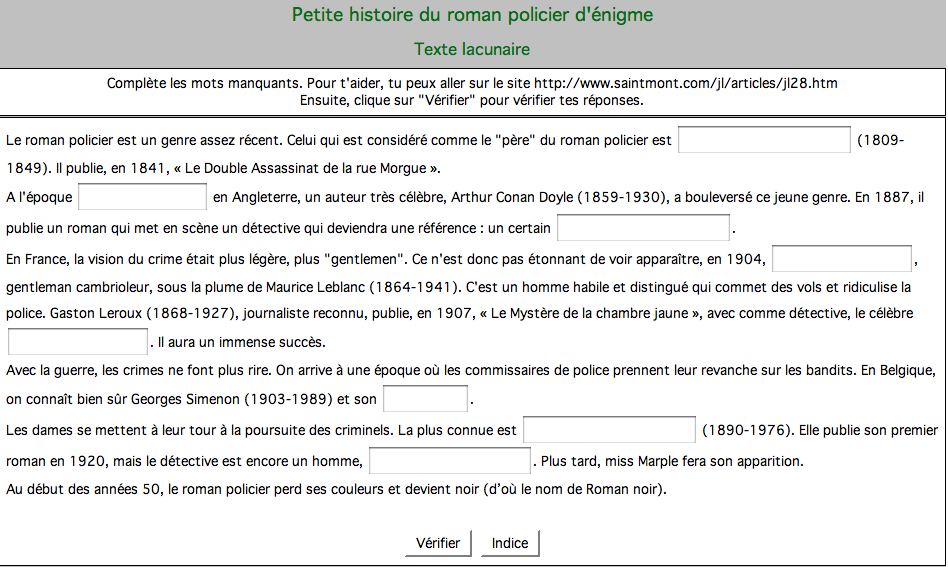 Petite histoire du roman policier d'énigme
Texte lacunaire
Complète les mots manquants. Pour t'aider, tu peux aller sur le site http://www.saintmont.com/jl/articles/jl28.htm
Ensuite, clique sur "Vérifier" pour vérifier tes réponses.
Le roman policier est un genre assez récent. Celui qui est considéré comme le "père" du roman policier est (1809-
1849). Il publie, en 1841, « Le Double Assassinat de la rue Morgue ».
A l'époque en Angleterre, un auteur très célèbre, Arthur Conan Doyle (1859-1930), a bouleversé ce jeune genre. En 1887, il
publie un roman qui met en scène un détective qui deviendra une référence : un certain .
En France, la vision du crime était plus légère, plus "gentlemen". Ce n'est donc pas étonnant de voir apparaître, en 1904, ,
gentleman cambrioleur, sous la plume de Maurice Leblanc (1864-1941). C'est un homme habile et distingué qui commet des vols et ridiculise la
police. Gaston Leroux (1868-1927), journaliste reconnu, publie, en 1907, « Le Mystère de la chambre jaune », avec comme détective, le célèbre
. Il aura un immense succès.
Avec la guerre, les crimes ne font plus rire. On arrive à une époque où les commissaires de police prennent leur revanche sur les bandits. En Belgique,
on connaît bien sûr Georges Simenon (1903-1989) et son .
Les dames se mettent à leur tour à la poursuite des criminels. La plus connue est (1890-1976). Elle publie son premier
roman en 1920, mais le détective est encore un homme, . Plus tard, miss Marple fera son apparition.
Au début des années 50, le roman policier perd ses couleurs et devient noir (d’où le nom de Roman noir).
Vérifier Indice